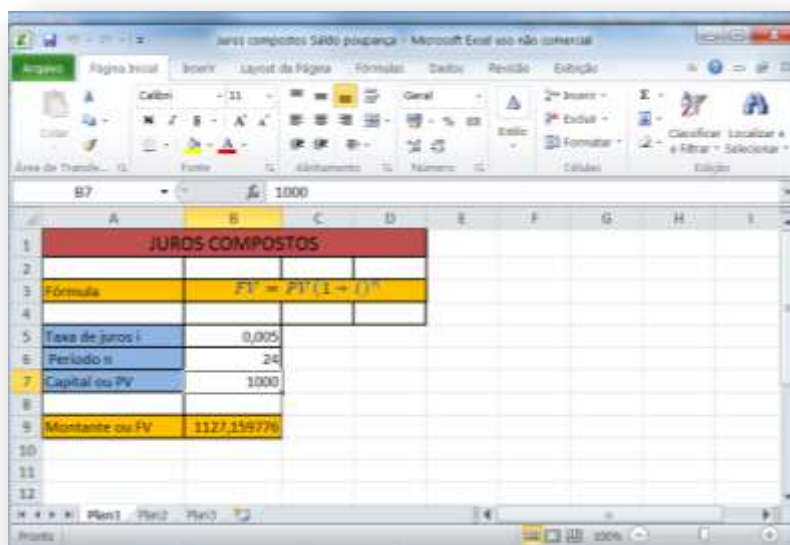 Juros compostos Saldo poupança - Microsoft Excel uso não comercial
Arquivo Página Inicial Inserir Layout da Página Fórmulas Dados Revisão Exibição
Calibri 11 Geral Inserir Σ
N I S A A Estilo Excluir Classificar Localizar e
Colar Formatar e Filtrar Selecionar
Área de Transfe... Fonte Alinhamento Número Células Edição
B7 fx 1000
A B C D E F G H I
1 JUROS COMPOSTOS
2
3 Fórmula FV = PV(1 + i)^n
4
5 Taxa de juros i 0,005
6 Período n 24
7 Capital ou PV 1000
8
9 Montante ou FV 1127,159776
10
11
12
Plan1 Plan2 Plan3
Pronto 100%